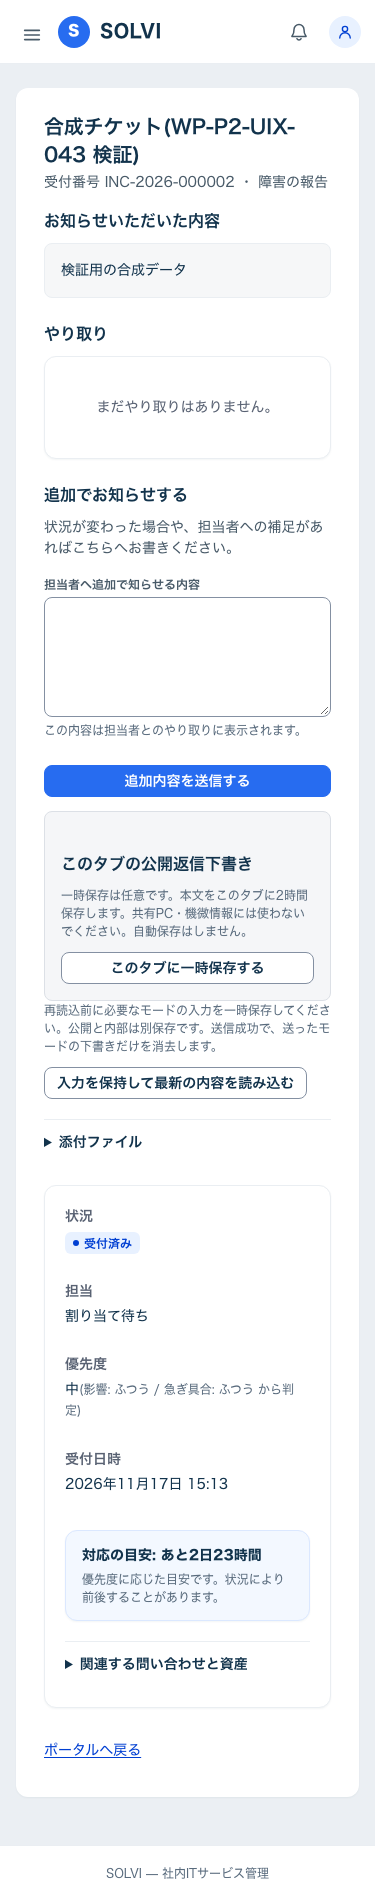 S SOLVI
合成チケット(WP-P2-UIX-
043 検証)
受付番号 INC-2026-000002 ・ 障害の報告
お知らせいただいた内容
検証用の合成データ
やり取り
まだやり取りはありません。
追加でお知らせする
状況が変わった場合や、担当者への補足があ
ればこちらへお書きください。
担当者へ追加で知らせる内容
この内容は担当者とのやり取りに表示されます。
追加内容を送信する
このタブの公開返信下書き
一時保存は任意です。本文をこのタブに2時間
保存します。共有PC・機微情報には使わない
でください。自動保存はしません。
このタブに一時保存する
再読込前に必要なモードの入力を一時保存してくださ
い。公開と内部は別保存です。送信成功で、送ったモ
ードの下書きだけを消去します。
入力を保持して最新の内容を読み込む
添付ファイル
状況
受付済み
担当
割り当て待ち
優先度
中(影響: ふつう / 急ぎ具合: ふつう から判
定)
受付日時
2026年11月17日 15:13
対応の目安: あと2日23時間
優先度に応じた目安です。状況により
前後することがあります。
関連する問い合わせと資産
ポータルへ戻る
SOLVI — 社内ITサービス管理